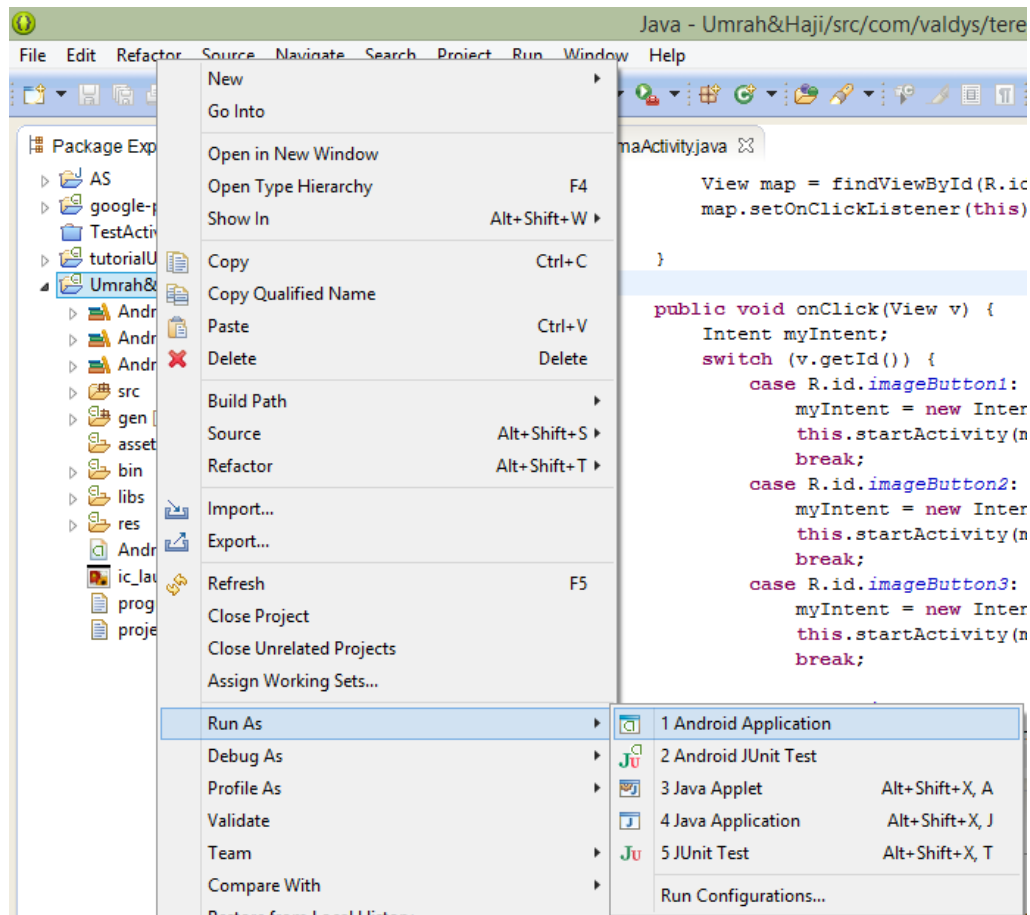 Java - Umrah&Haji/src/com/valdys/tere
File Edit Refactor Source Navigate Search Project Run Window Help
Package Exp
AS
google-p
TestActiv
tutorialU
Umrah&
Andr
Andr
Andr
src
gen [
asset
bin
libs
res
Andr
ic_lau
prog
proje
New
Go Into
Open in New Window
Open Type Hierarchy F4
Show In Alt+Shift+W
Copy Ctrl+C
Copy Qualified Name
Paste Ctrl+V
Delete Delete
Build Path
Source Alt+Shift+S
Refactor Alt+Shift+T
Import...
Export...
Refresh F5
Close Project
Close Unrelated Projects
Assign Working Sets...
Run As
Debug As
Profile As
Validate
Team
Compare With
Restore from Local History...
1 Android Application
2 Android JUnit Test
3 Java Applet Alt+Shift+X, A
4 Java Application Alt+Shift+X, J
5 JUnit Test Alt+Shift+X, T
Run Configurations...
maActivity.java
View map = findViewById(R.id
map.setOnClickListener(this)
}
public void onClick(View v) {
Intent myIntent;
switch (v.getId()) {
case R.id.imageButton1:
myIntent = new Inten
this.startActivity(m
break;
case R.id.imageButton2:
myIntent = new Inten
this.startActivity(m
break;
case R.id.imageButton3:
myIntent = new Inten
this.startActivity(m
break;